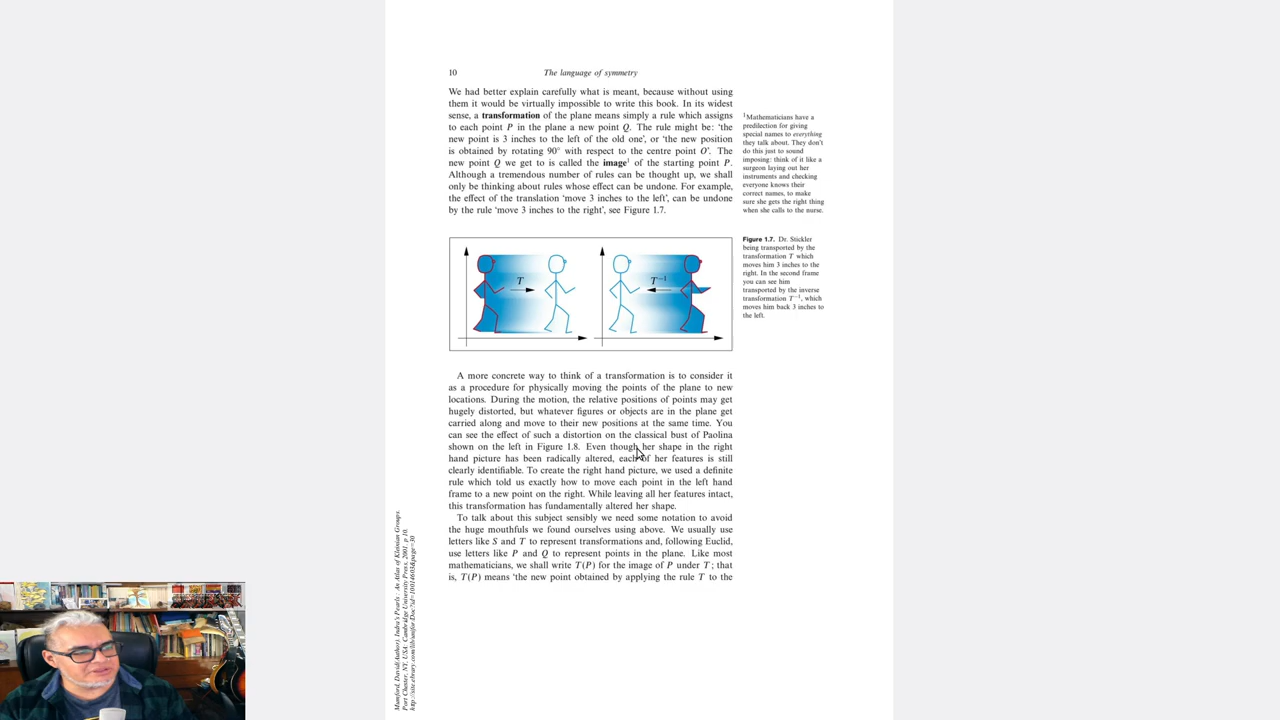 10
The language of symmetry
We had better explain carefully what is meant, because without using
them it would be virtually impossible to write this book. In its widest
sense, a transformation of the plane means simply a rule which assigns
to each point P in the plane a new point Q. The rule might be: ‘the
new point is 3 inches to the left of the old one’, or ‘the new position
is obtained by rotating 90° with respect to the centre point O’. The
new point Q we get to is called the image¹ of the starting point P.
Although a tremendous number of rules can be thought up, we shall
only be thinking about rules whose effect can be undone. For example,
the effect of the translation ‘move 3 inches to the left’, can be undone
by the rule ‘move 3 inches to the right’, see Figure 1.7.
¹Mathematicians have a
predilection for giving
special names to everything
they talk about. They don’t
do this just to sound
imposing: think of it like a
surgeon laying out her
instruments and checking
everyone knows their
correct names, to make
sure she gets the right thing
when she calls to the nurse.
T
T⁻¹
Figure 1.7. Dr. Stickler
being transported by the
transformation T which
moves him 3 inches to the
right. In the second frame
you can see him
transported by the inverse
transformation T⁻¹, which
moves him back 3 inches to
the left.
A more concrete way to think of a transformation is to consider it
as a procedure for physically moving the points of the plane to new
locations. During the motion, the relative positions of points may get
hugely distorted, but whatever figures or objects are in the plane get
carried along and move to their new positions at the same time. You
can see the effect of such a distortion on the classical bust of Paolina
shown on the left in Figure 1.8. Even though her shape in the right
hand picture has been radically altered, each of her features is still
clearly identifiable. To create the right hand picture, we used a definite
rule which told us exactly how to move each point in the left hand
frame to a new point on the right. While leaving all her features intact,
this transformation has fundamentally altered her shape.
To talk about this subject sensibly we need some notation to avoid
the huge mouthfuls we found ourselves using above. We usually use
letters like S and T to represent transformations and, following Euclid,
use letters like P and Q to represent points in the plane. Like most
mathematicians, we shall write T(P) for the image of P under T; that
is, T(P) means ‘the new point obtained by applying the rule T to the
Mumford, David(Author). Indra's Pearls : An Atlas of Kleinian Groups.
Port Chester, NY, USA: Cambridge University Press, 2001. p 10.